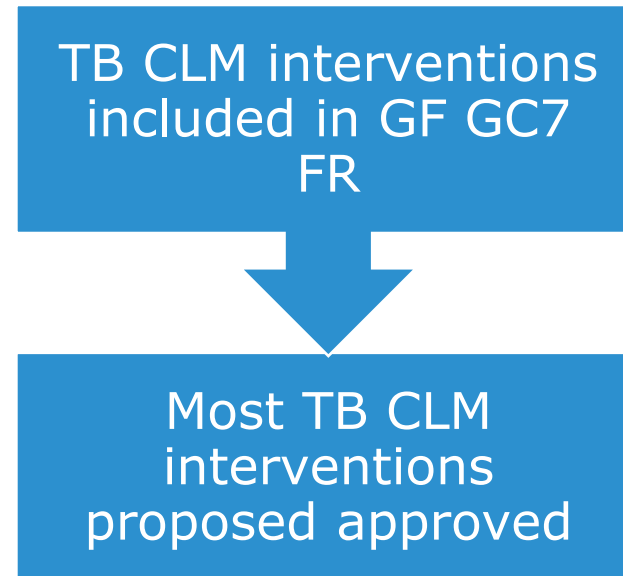 TB CLM interventions
included in GF GC7
FR
Most TB CLM
interventions
proposed approved